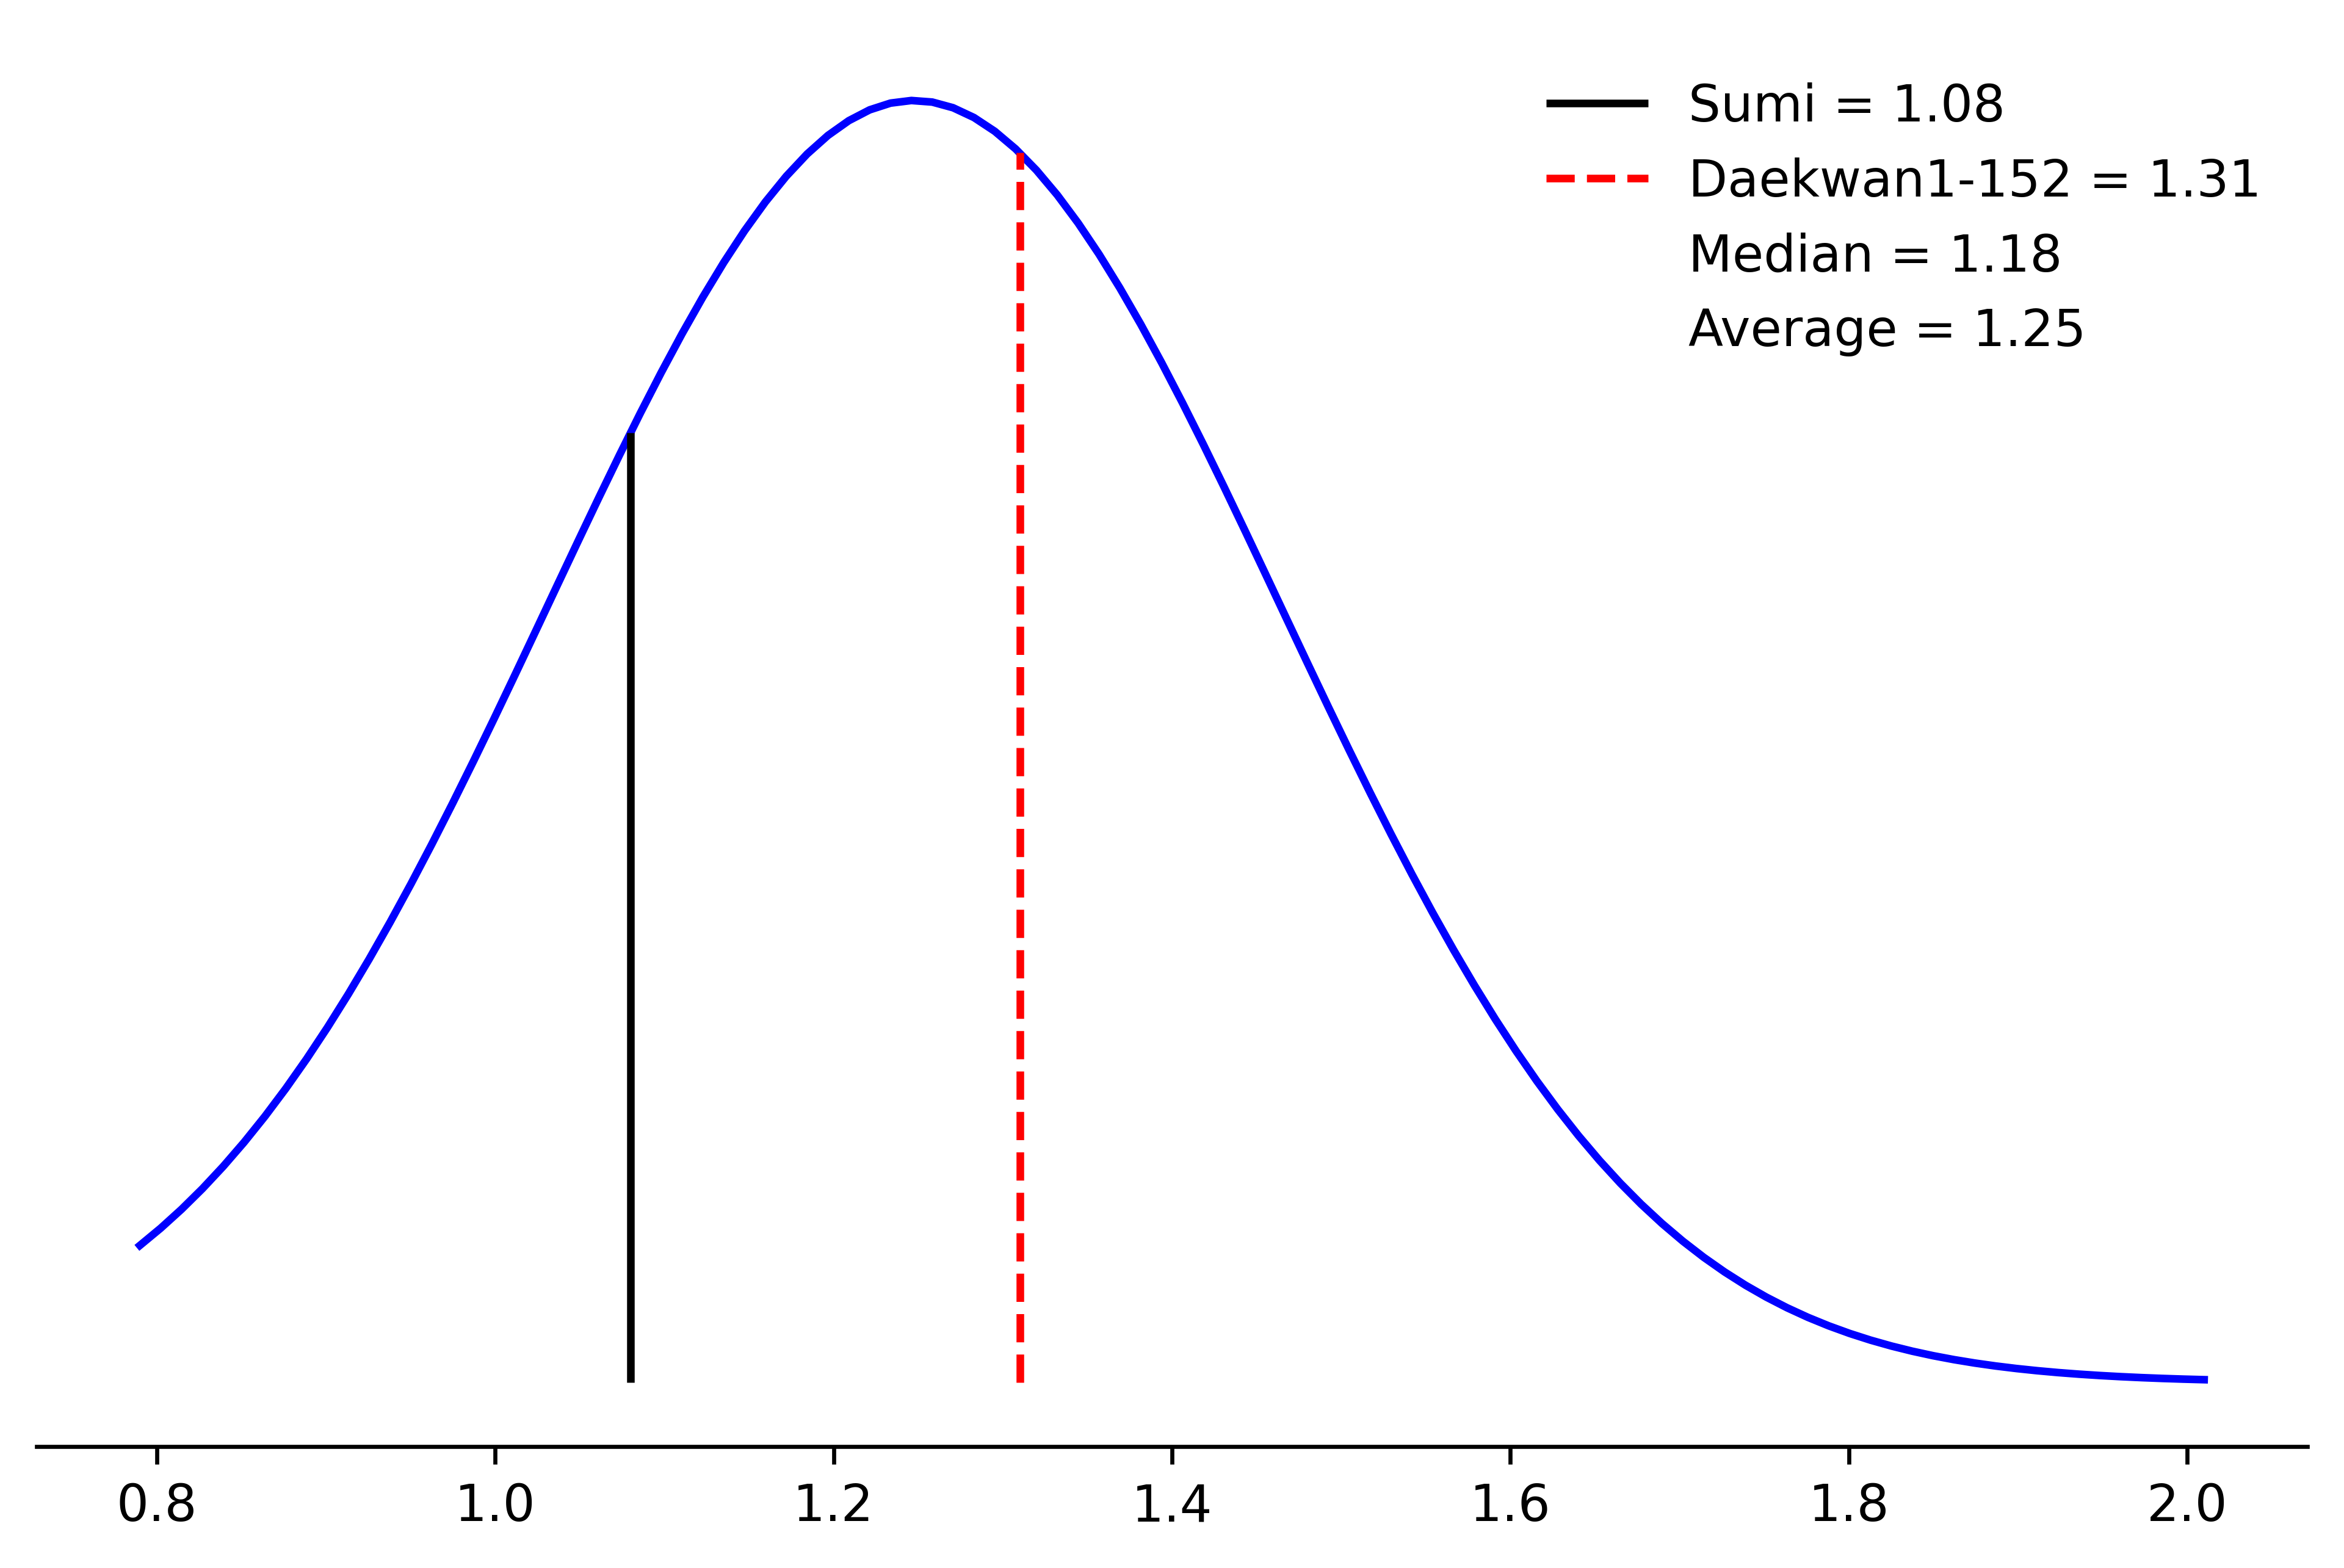 Sumi = 1.08
Daekwan1-152 = 1.31
Median = 1.18
Average = 1.25
0.8 1.0 1.2 1.4 1.6 1.8 2.0